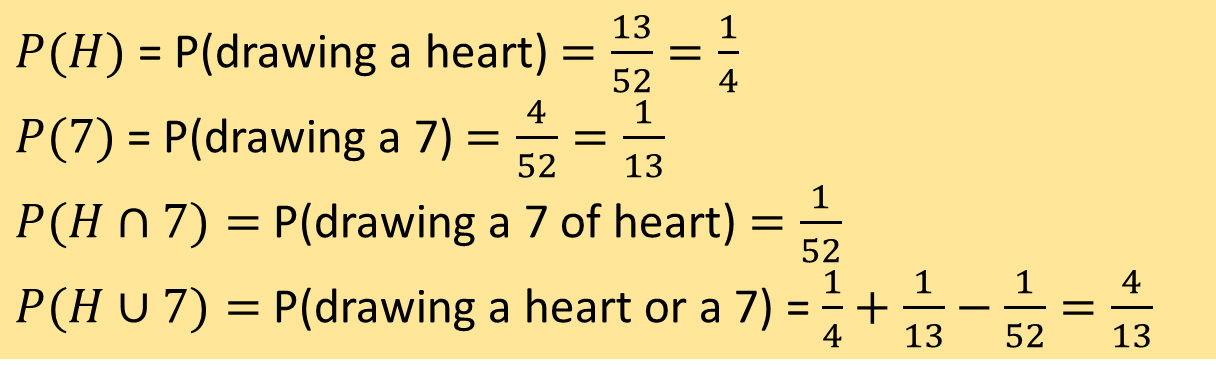 P(H) = P(drawing a heart) = 13/52 = 1/4
P(7) = P(drawing a 7) = 4/52 = 1/13
P(H ∩ 7) = P(drawing a 7 of heart) = 1/52
P(H ∪ 7) = P(drawing a heart or a 7) = 1/4 + 1/13 − 1/52 = 4/13